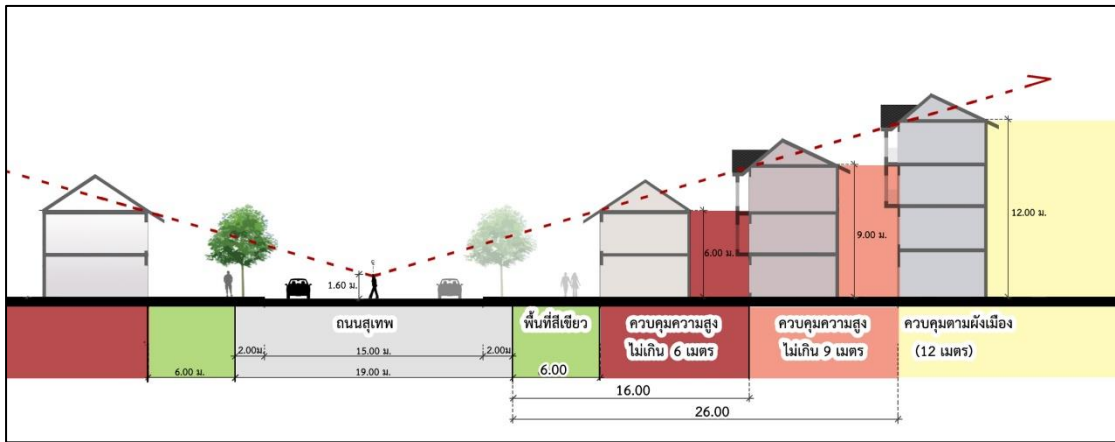 1.60 ม.
6.00 ม.
9.00 ม.
12.00 ม.
ถนนสุเทพ
พื้นที่สีเขียว
ควบคุมความสูง
ไม่เกิน 6 เมตร
ควบคุมความสูง
ไม่เกิน 9 เมตร
ควบคุมตามผังเมือง
(12 เมตร)
2.00ม
15.00 ม.
2.00ม
6.00 ม.
19.00 ม.
6.00
16.00
26.00